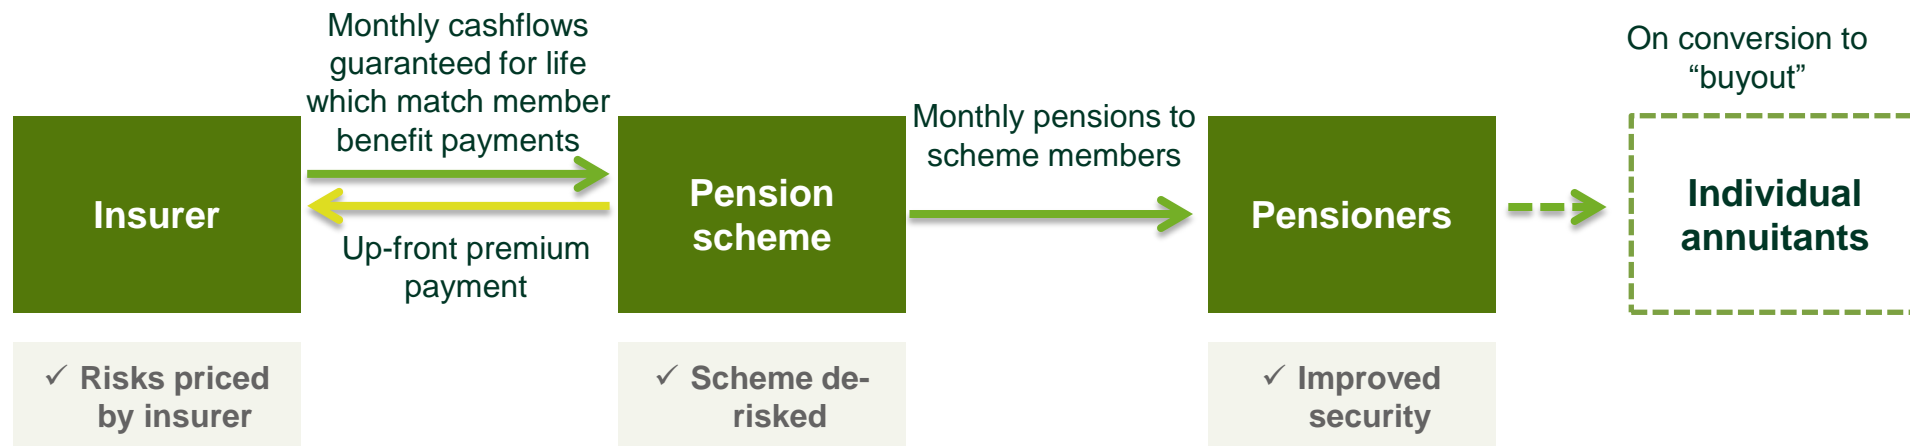 Monthly cashflows
guaranteed for life
which match member
benefit payments
On conversion to
“buyout”
Monthly pensions to
scheme members
Insurer
Pension
scheme
Pensioners
Individual
annuitants
Up-front premium
payment
✓ Risks priced
by insurer
✓ Scheme de-
risked
✓ Improved
security